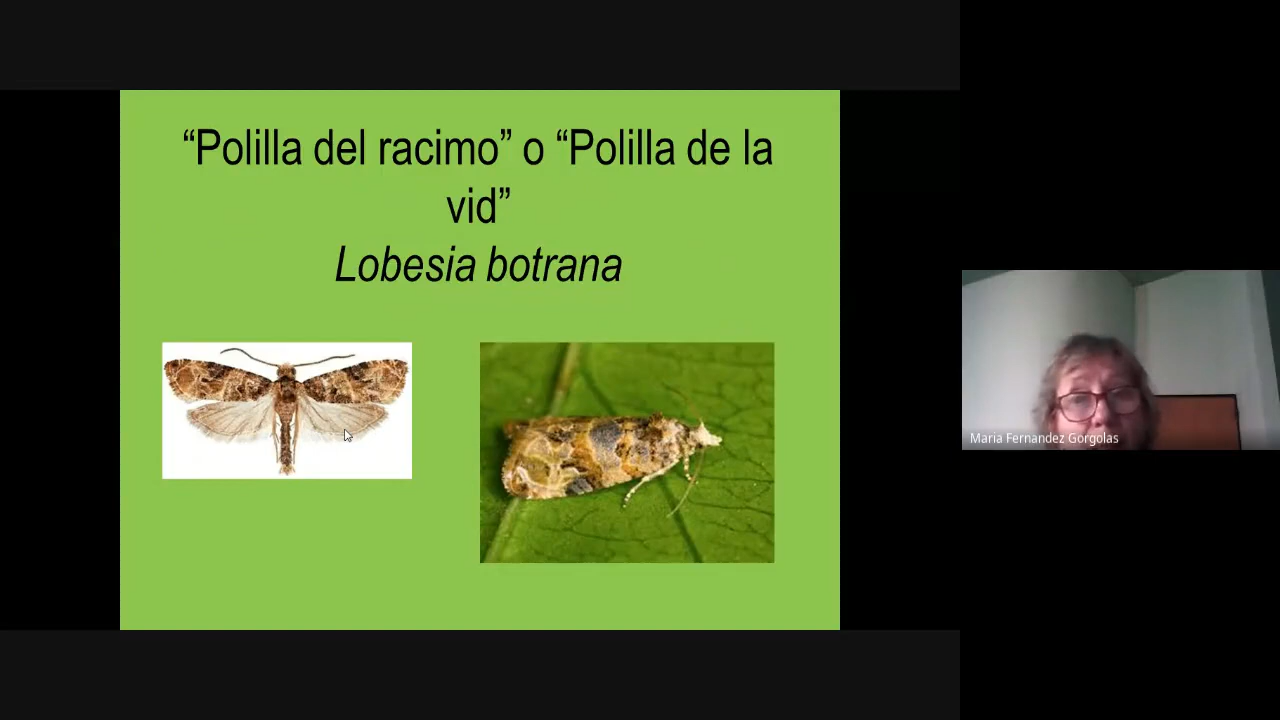 “Polilla del racimo” o “Polilla de la
vid”
Lobesia botrana
Maria Fernandez Gorgolas